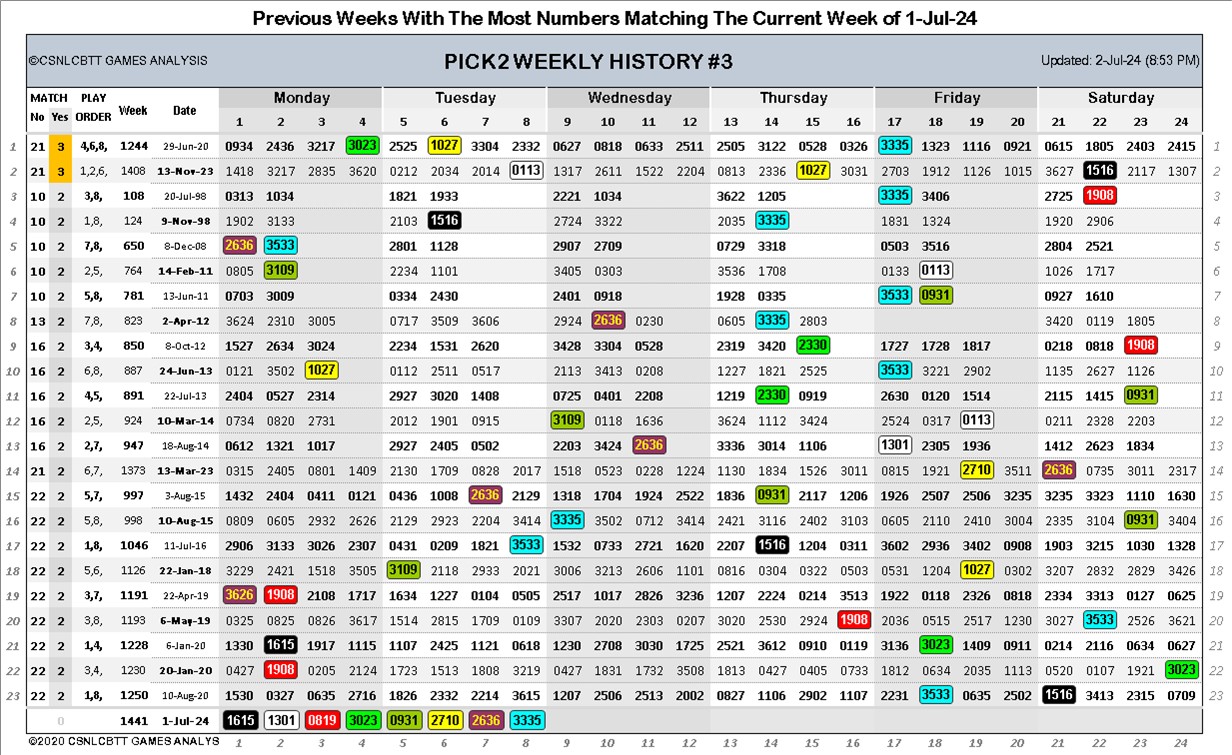 Previous Weeks With The Most Numbers Matching The Current Week of 1-Jul-24
©CSNLCBTT GAMES ANALYSIS PICK2 WEEKLY HISTORY #3 Updated: 2-Jul-24 (8:53 PM)
MATCH PLAY Week Date Monday Tuesday Wednesday Thursday Friday Saturday
No Yes ORDER 1 2 3 4 5 6 7 8 9 10 11 12 13 14 15 16 17 18 19 20 21 22 23 24
1 21 3 4,6,8, 1244 29-Jun-20 0934 2436 3217 3023 2525 1027 3304 2332 0627 0818 0633 2511 2505 3122 0528 0326 3335 1323 1116 0921 0615 1805 2403 2415 1
2 21 3 1,2,6, 1408 13-Nov-23 1418 3217 2835 3620 0212 2034 2014 0113 1317 2611 1522 2204 0813 2336 1027 3031 2703 1912 1126 1015 3627 1516 2117 1307 2
3 10 2 3,8, 108 20-Jul-98 0313 1034 1821 1933 2221 1034 3622 1205 3335 3406 2725 1908 3
4 10 2 1,8, 124 9-Nov-98 1902 3133 2103 1516 2724 3322 2035 3335 1831 1324 1920 2906 4
5 10 2 7,8, 650 8-Dec-08 2636 3533 2801 1128 2907 2709 0729 3318 0503 3516 2804 2521 5
6 10 2 2,5, 764 14-Feb-11 0805 3109 2234 1101 3405 0303 3536 1708 0133 0113 1026 1717 6
7 10 2 5,8, 781 13-Jun-11 0703 3009 0334 2430 2401 0918 1928 0335 3533 0931 0927 1610 7
8 13 2 7,8, 823 2-Apr-12 3624 2310 3005 0717 3509 3606 2924 2636 0230 0605 3335 2803 3420 0119 1805 8
9 16 2 3,4, 850 8-Oct-12 1527 2634 3024 2234 1531 2620 3428 3304 0528 2319 3420 2330 1727 1728 1817 0218 0818 1908 9
10 16 2 6,8, 887 24-Jun-13 0121 3502 1027 0112 2511 0517 2113 3413 0208 1227 1821 2525 3533 3221 2902 1135 2627 1126 10
11 16 2 4,5, 891 22-Jul-13 2404 0527 2314 2927 3020 1408 0725 0401 2208 1219 2330 0919 2630 0120 1514 2115 1415 0931 11
12 16 2 2,5, 924 10-Mar-14 0734 0820 2731 2012 1901 0915 3109 0118 1636 3624 1112 3424 2524 0317 0113 0211 2328 2203 12
13 16 2 2,7, 947 18-Aug-14 0612 1321 1017 2927 2405 0502 2203 3424 2636 3336 3014 1106 1301 2305 1936 1412 2623 1834 13
14 21 2 6,7, 1373 13-Mar-23 0315 2405 0801 1409 2130 1709 0828 2017 1518 0523 0228 1224 1130 1834 1526 3011 0815 1921 2710 3511 2636 0735 3011 2317 14
15 22 2 5,7, 997 3-Aug-15 1432 2404 0411 0121 0436 1008 2636 2129 1318 1704 1924 2522 1836 0931 2117 1206 1926 2507 2506 3235 3235 3323 1110 1630 15
16 22 2 5,8, 998 10-Aug-15 0809 0605 2932 2626 2129 2923 2204 3414 3335 3502 0712 3414 2421 3116 2402 3103 0605 2110 2410 3004 2335 3104 0931 3404 16
17 22 2 1,8, 1046 11-Jul-16 2906 3133 3026 2307 0431 0209 1821 3533 1532 0733 2721 1620 2207 1516 1204 0311 3602 2936 3402 0908 1903 3215 1030 1328 17
18 22 2 5,6, 1126 22-Jan-18 3229 2421 1518 3505 3109 2118 2933 2021 3006 3213 2606 1101 0816 0304 0322 0503 0531 1204 1027 0302 3207 2832 2829 3426 18
19 22 2 3,7, 1191 22-Apr-19 3626 1908 2108 1717 1634 1227 0104 0505 2517 1017 2826 3236 1207 2224 0214 3513 1922 0118 2326 0818 2334 3313 0127 0625 19
20 22 2 3,8, 1193 6-May-19 0325 0825 0826 3617 1514 2815 1709 0109 3307 2020 2303 1207 3020 2530 2924 1908 2036 0515 2517 1230 3027 3533 2526 3621 20
21 22 2 1,4, 1228 6-Jan-20 1330 1615 1917 1115 1107 2425 1121 0618 1230 2708 3030 1725 2521 3612 0910 0119 3136 3023 1409 0911 0214 2116 0634 0627 21
22 22 2 3,4, 1230 20-Jan-20 0427 1908 0205 2124 1723 1513 1808 3219 0427 1831 1732 3508 1813 0427 0405 0733 1812 0634 2035 1113 0520 0107 1921 3023 22
23 22 2 1,8, 1250 10-Aug-20 1530 0327 0635 2716 1826 2332 2214 3615 1207 2506 2513 2002 0827 1106 2902 1107 2231 3533 0635 2502 1516 3413 2315 0709 23
0 1441 1-Jul-24 1615 1301 0819 3023 0931 2710 2636 3335
©2020 CSNLCBTT GAMES ANALYS 1 2 3 4 5 6 7 8 9 10 11 12 13 14 15 16 17 18 19 20 21 22 23 24